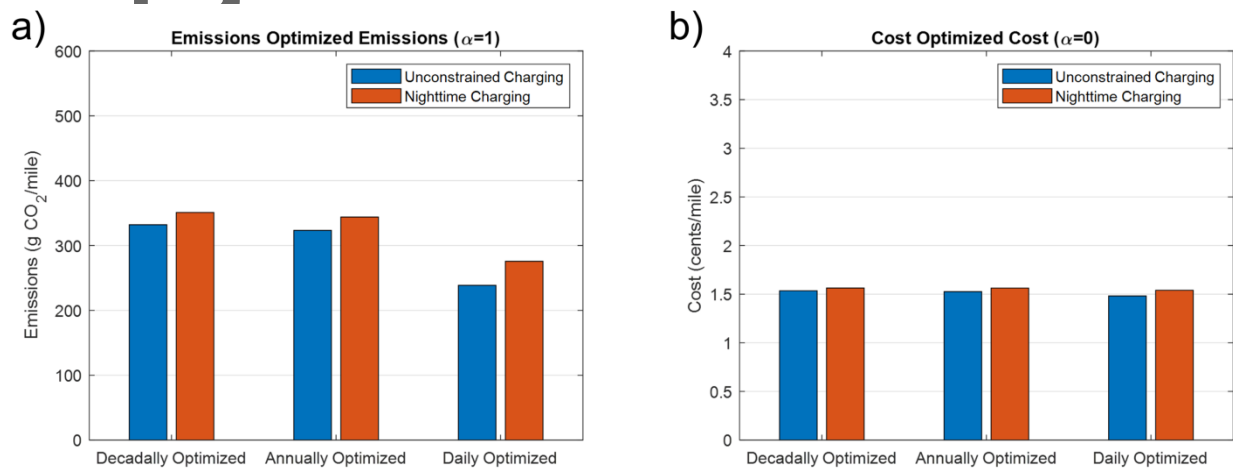 a)
Emissions Optimized Emissions (α=1)
Unconstrained Charging
Nighttime Charging
600
500
400
300
200
100
0
Emissions (g CO₂/mile)
Decadally Optimized
Annually Optimized
Daily Optimized
b)
Cost Optimized Cost (α=0)
Unconstrained Charging
Nighttime Charging
4
3.5
3
2.5
2
1.5
1
0.5
0
Cost (cents/mile)
Decadally Optimized
Annually Optimized
Daily Optimized